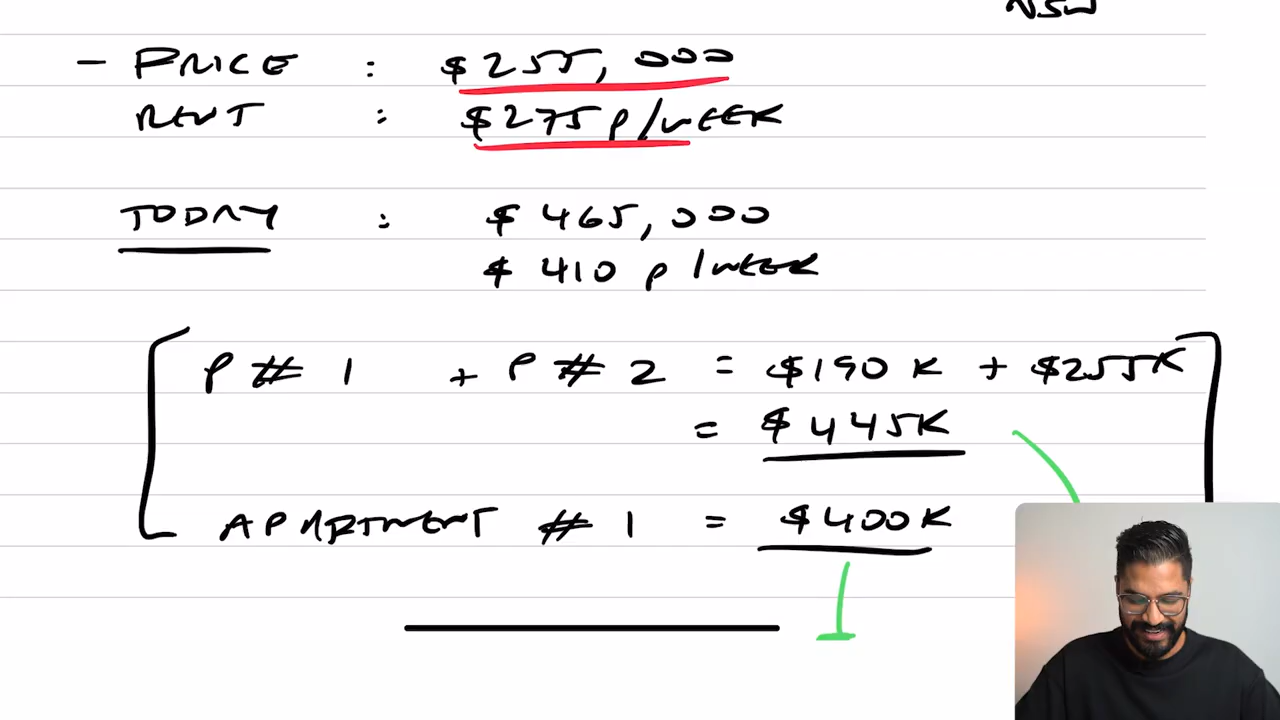 NSW
- PRICE : $255,000
RENT : $275 P/WEEK
TODAY : $465,000
$410 P/WEEK
P # 1 + P # 2 = $190K + $255K
= $445K
APARTMENT # 1 = $400K